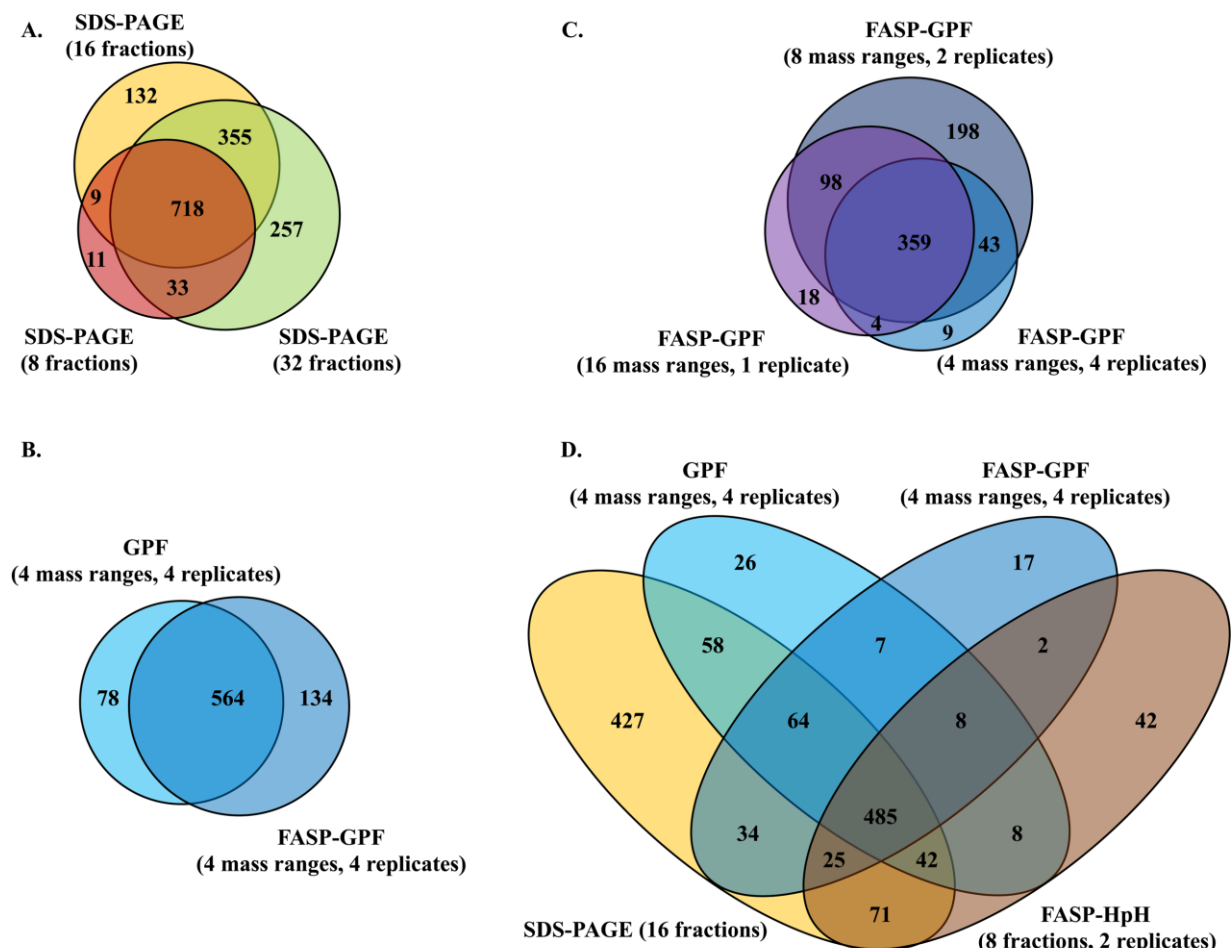 A.
SDS-PAGE
(16 fractions)
132
355
9
718
257
11
33
SDS-PAGE
(8 fractions)
SDS-PAGE
(32 fractions)
B.
GPF
(4 mass ranges, 4 replicates)
78
564
134
FASP-GPF
(4 mass ranges, 4 replicates)
C.
FASP-GPF
(8 mass ranges, 2 replicates)
198
98
359
43
18
4
9
FASP-GPF
(16 mass ranges, 1 replicate)
FASP-GPF
(4 mass ranges, 4 replicates)
D.
GPF
(4 mass ranges, 4 replicates)
FASP-GPF
(4 mass ranges, 4 replicates)
26
17
58
7
2
427
64
8
42
485
34
8
25
42
71
SDS-PAGE (16 fractions)
FASP-HpH
(8 fractions, 2 replicates)